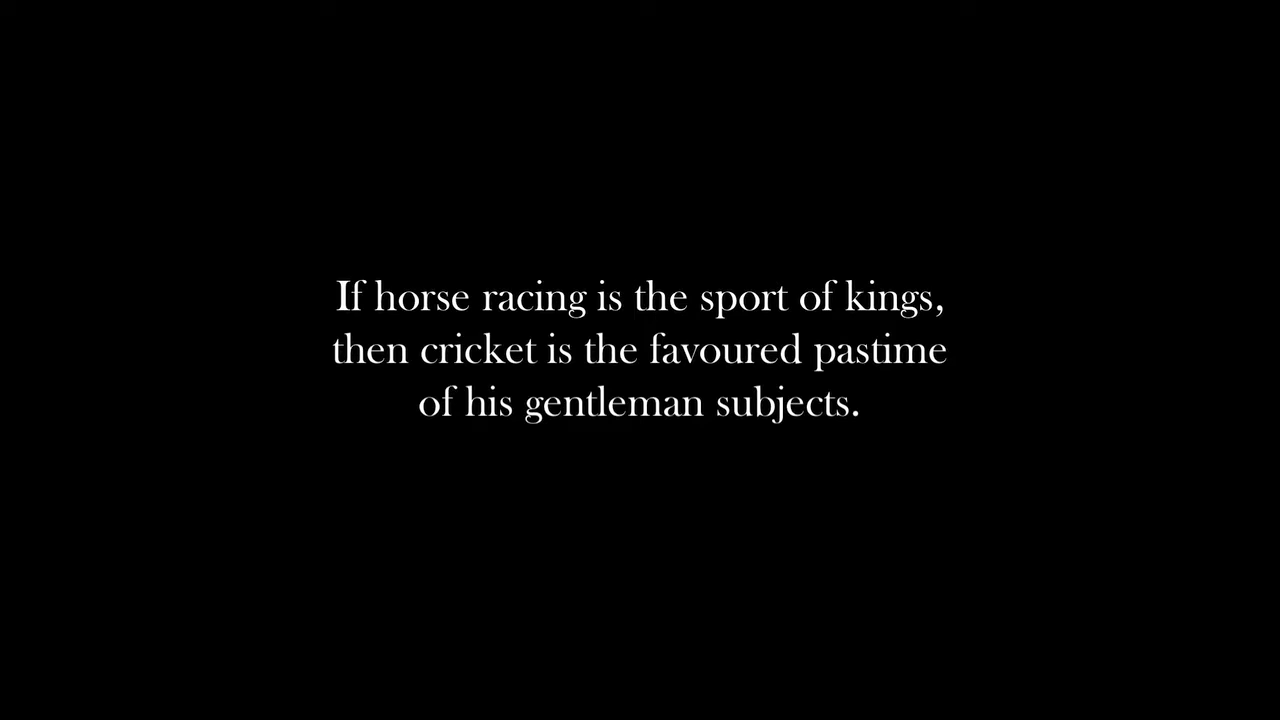 If horse racing is the sport of kings,
then cricket is the favoured pastime
of his gentleman subjects.